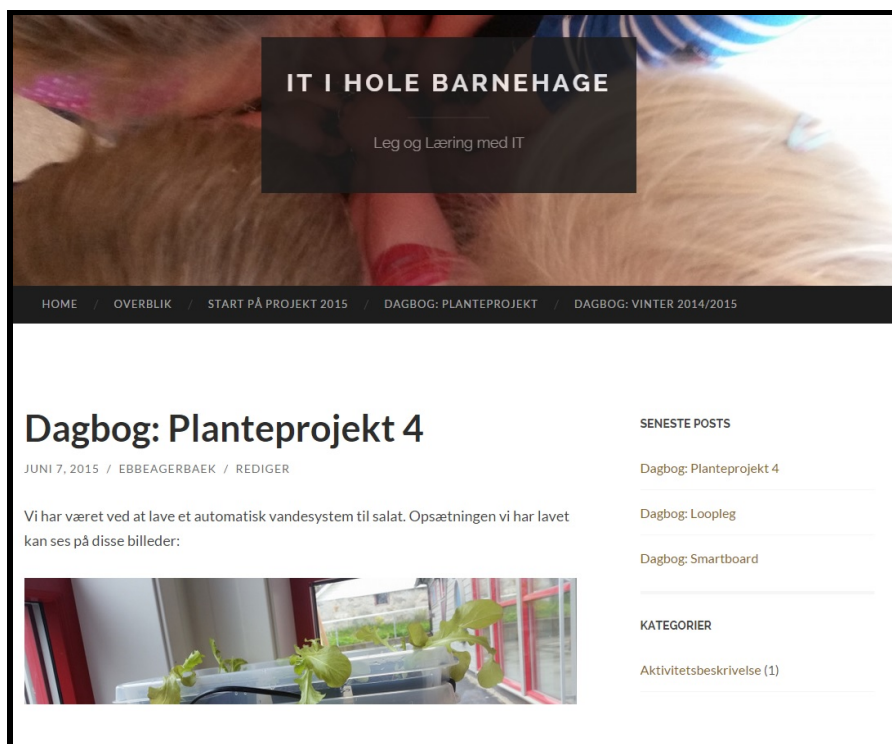 IT I HOLE BARNEHAGE
Leg og Læring med IT
HOME / OVERBLIK / START PÅ PROJEKT 2015 / DAGBOG: PLANTEPROJEKT / DAGBOG: VINTER 2014/2015
Dagbog: Planteprojekt 4
JUNI 7, 2015 / EBBEAGERBAEK / REDIGER
Vi har været ved at lave et automatisk vandesystem til salat. Opsætningen vi har lavet
kan ses på disse billeder:
SENESTE POSTS
Dagbog: Planteprojekt 4
Dagbog: Loopleg
Dagbog: Smartboard
KATEGORIER
Aktivitetsbeskrivelse (1)